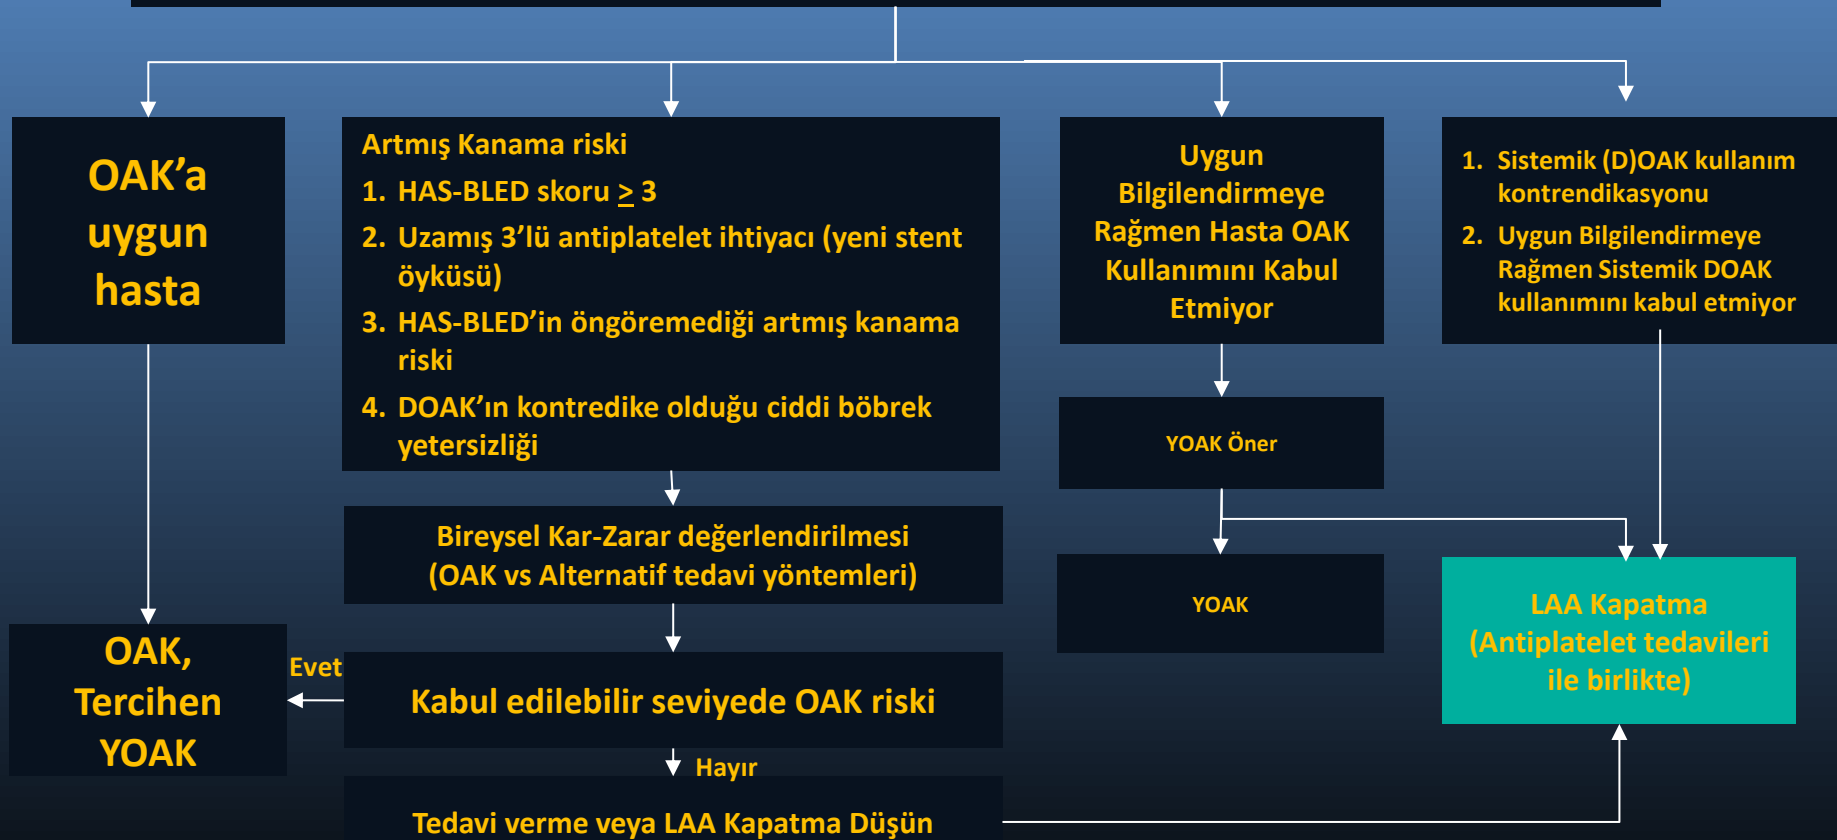 OAK’a
uygun
hasta
Artmış Kanama riski
1. HAS-BLED skoru ≥ 3
2. Uzamış 3’lü antiplatelet ihtiyacı (yeni stent
öyküsü)
3. HAS-BLED’in öngöremediği artmış kanama
riski
4. DOAK’ın kontredike olduğu ciddi böbrek
yetersizliği
Uygun
Bilgilendirmeye
Rağmen Hasta OAK
Kullanımını Kabul
Etmiyor
1. Sistemik (D)OAK kullanım
kontrendikasyonu
2. Uygun Bilgilendirmeye
Rağmen Sistemik DOAK
kullanımını kabul etmiyor
YOAK Öner
Bireysel Kar-Zarar değerlendirilmesi
(OAK vs Alternatif tedavi yöntemleri)
YOAK
LAA Kapatma
(Antiplatelet tedavileri
ile birlikte)
OAK,
Tercihen
YOAK
Evet
Kabul edilebilir seviyede OAK riski
Hayır
Tedavi verme veya LAA Kapatma Düşün